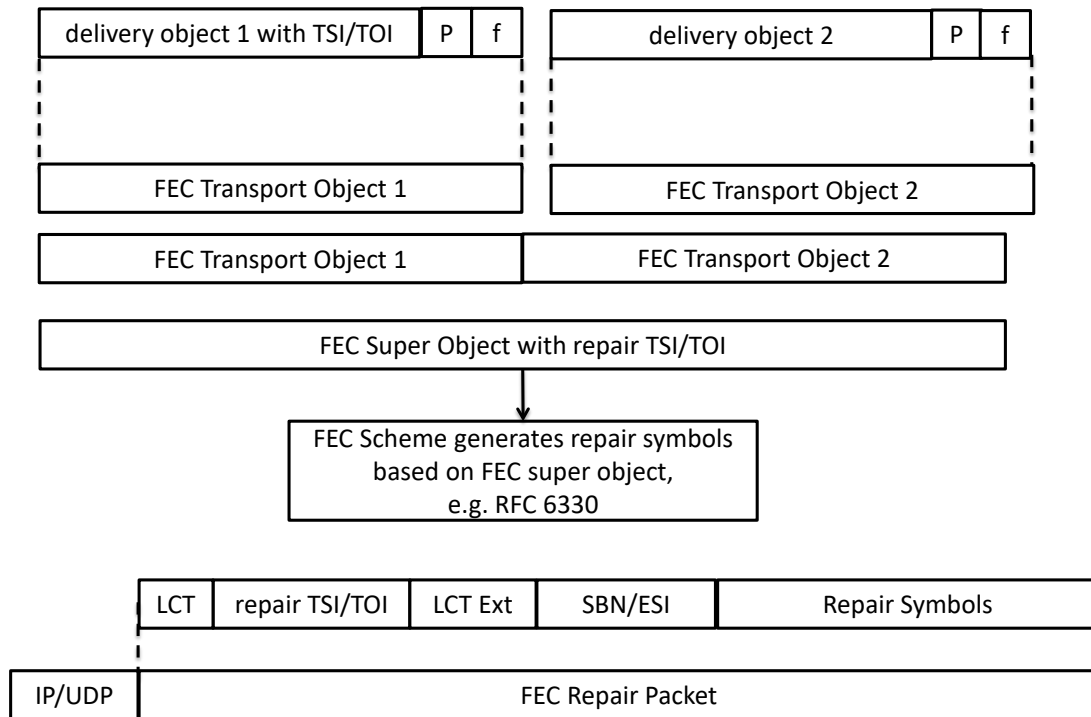 delivery object 1 with TSI/TOI P f
delivery object 2 P f
FEC Transport Object 1
FEC Transport Object 2
FEC Transport Object 1
FEC Transport Object 2
FEC Super Object with repair TSI/TOI
FEC Scheme generates repair symbols
based on FEC super object,
e.g. RFC 6330
LCT repair TSI/TOI LCT Ext SBN/ESI Repair Symbols
IP/UDP FEC Repair Packet